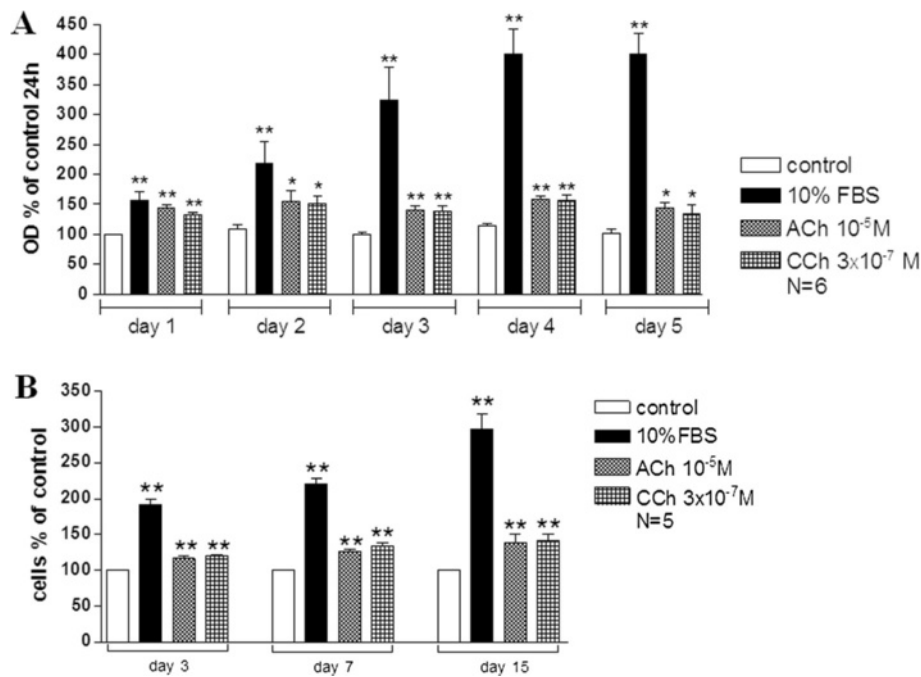 A
OD % of control 24h
450
400
350
300
250
200
150
100
50
0
** ** **
** * *
** ** **
** ** **
** * *
day 1 day 2 day 3 day 4 day 5
control
10% FBS
ACh 10⁻⁵M
CCh 3x10⁻⁷ M
N=6
B
cells % of control
350
300
250
200
150
100
50
0
** ** **
** ** **
** ** **
day 3 day 7 day 15
control
10%FBS
ACh 10⁻⁵M
CCh 3x10⁻⁷M
N=5